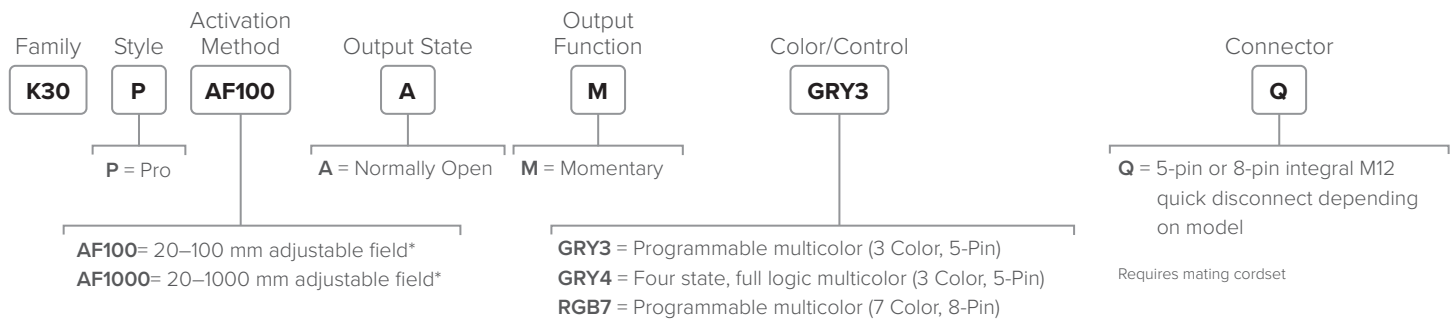 Family
Style
Activation
Method
Output State
Output
Function
Color/Control
Connector
K30
P
AF100
A
M
GRY3
Q
P = Pro
A = Normally Open
M = Momentary
Q = 5-pin or 8-pin integral M12
quick disconnect depending
on model
AF100= 20–100 mm adjustable field*
AF1000= 20–1000 mm adjustable field*
GRY3 = Programmable multicolor (3 Color, 5-Pin)
GRY4 = Four state, full logic multicolor (3 Color, 5-Pin)
RGB7 = Programmable multicolor (7 Color, 8-Pin)
Requires mating cordset